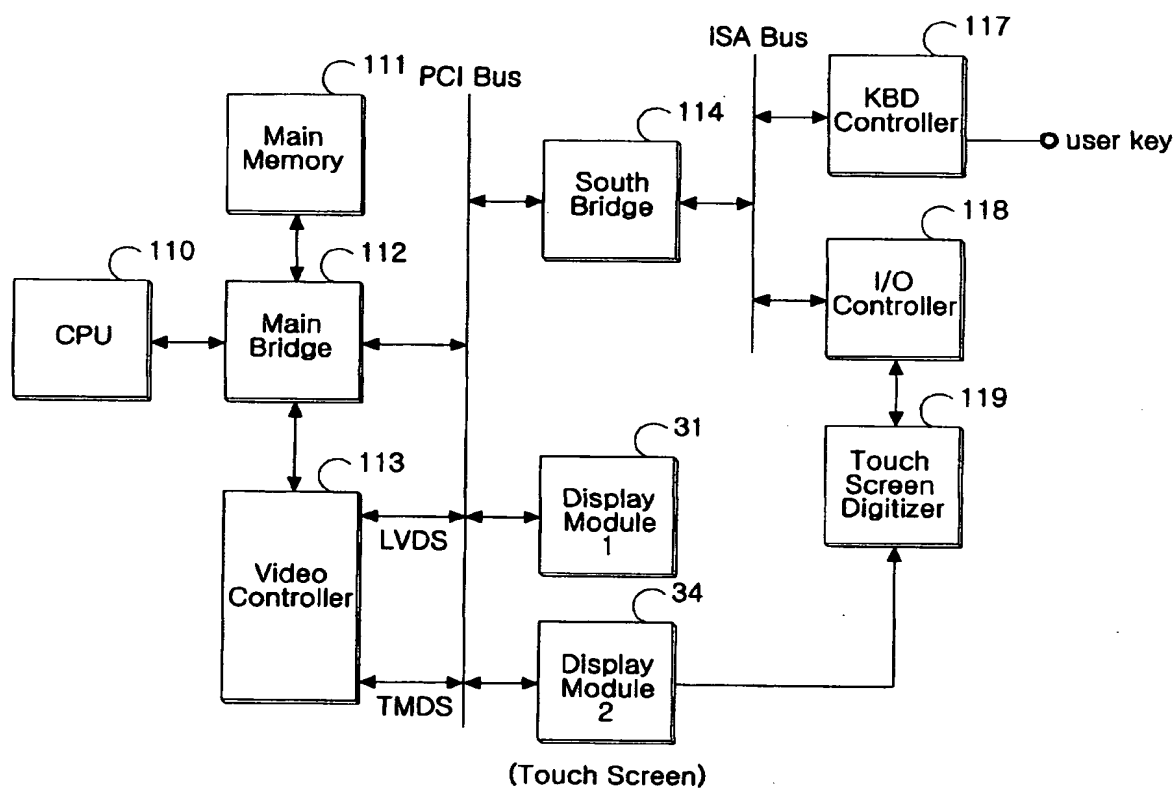 111
PCI Bus
Main
Memory
110
CPU
112
Main
Bridge
113
Video
Controller
LVDS
TMDS
114
South
Bridge
ISA Bus
117
KBD
Controller
user key
118
I/O
Controller
119
Touch
Screen
Digitizer
31
Display
Module
1
34
Display
Module
2
(Touch Screen)